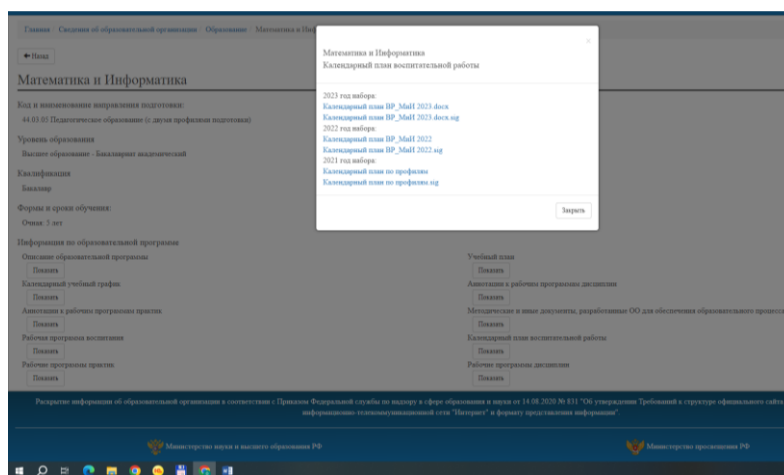 Главная / Сведения об образовательной организации / Образование / Математика и Инф
Назад
Математика и Информатика
Код и наименование направления подготовки:
44.03.05 Педагогическое образование (с двумя профилями подготовки)
Уровень образования
Высшее образование - Бакалавриат академический
Квалификация
Бакалавр
Формы и сроки обучения:
Очная: 5 лет
Информация по образовательной программе
Описание образовательной программы
Показать
Календарный учебный график
Показать
Аннотации к рабочим программам практик
Показать
Рабочая программа воспитания
Показать
Рабочие программы практик
Показать
Учебный план
Показать
Аннотации к рабочим программам дисциплин
Показать
Методические и иные документы, разработанные ОО для обеспечения образовательного процесса
Показать
Календарный план воспитательной работы
Показать
Рабочие программы дисциплин
Показать
×
Математика и Информатика
Календарный план воспитательной работы
2023 год набора:
Календарный план ВР_МиИ 2023.docx
Календарный план ВР_МиИ 2023.docx.sig
2022 год набора:
Календарный план ВР_МиИ 2022
Календарный план ВР_МиИ 2022.sig
2021 год набора:
Календарный план по профилям
Календарный план по профилям.sig
Закрыть
Раскрытие информации об образовательной организации в соответствии с Приказом Федеральной службы по надзору в сфере образования и науки от 14.08.2020 № 831 "Об утверждении Требований к структуре официального сайта
информационно-телекоммуникационной сети "Интернет" и формату представления информации".
Министерство науки и высшего образования РФ
Министерство просвещения РФ